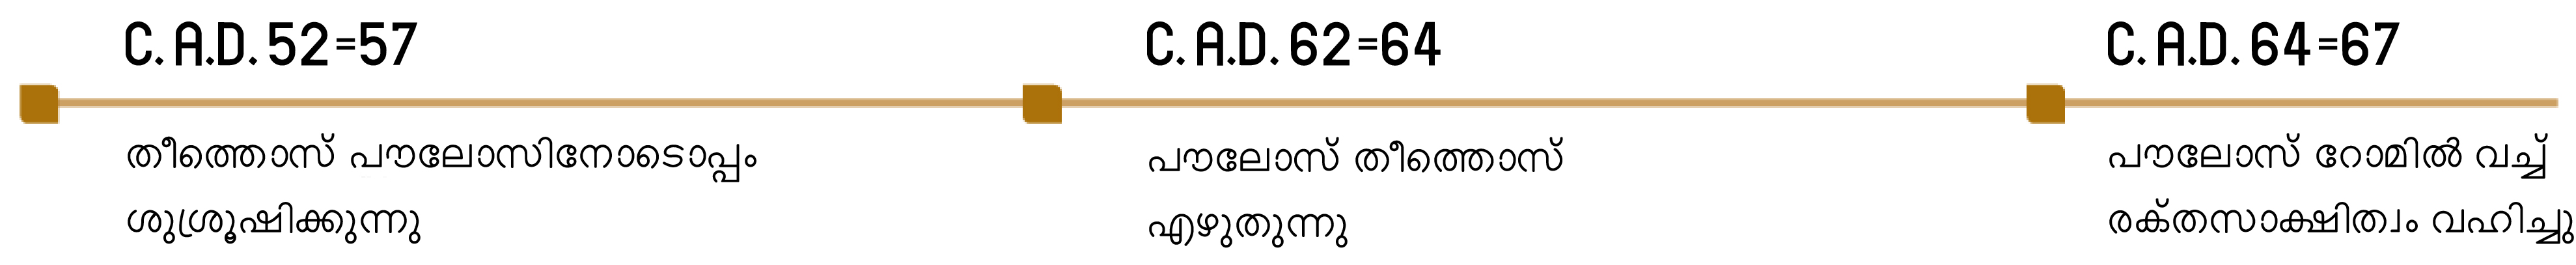 C. A.D. 52=57
തീത്തൊസ് പൗലോസിനോടൊപ്പം
ശുശ്രൂഷിക്കുന്നു
C. A.D. 62=64
പൗലോസ് തീത്തൊസ്
എഴുതുന്നു
C. A.D. 64=67
പൗലോസ് റോമിൽ വച്ച്
രക്തസാക്ഷിത്വം വഹിച്ചു